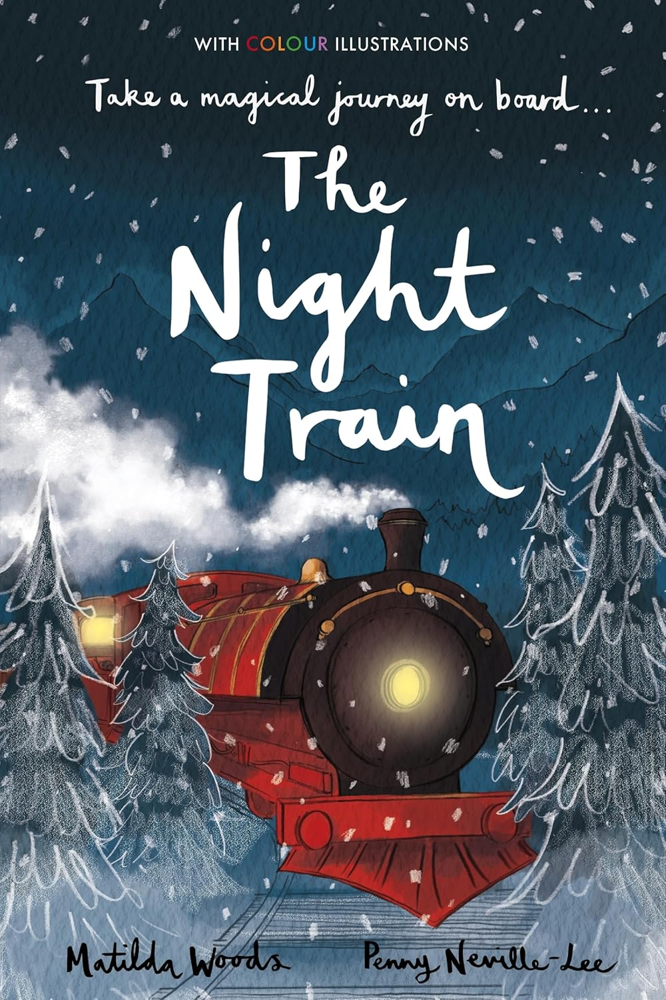 WITH COLOUR ILLUSTRATIONS
Take a magical journey on board...
The
Night
Train
Matilda Woods
Penny Neville-Lee